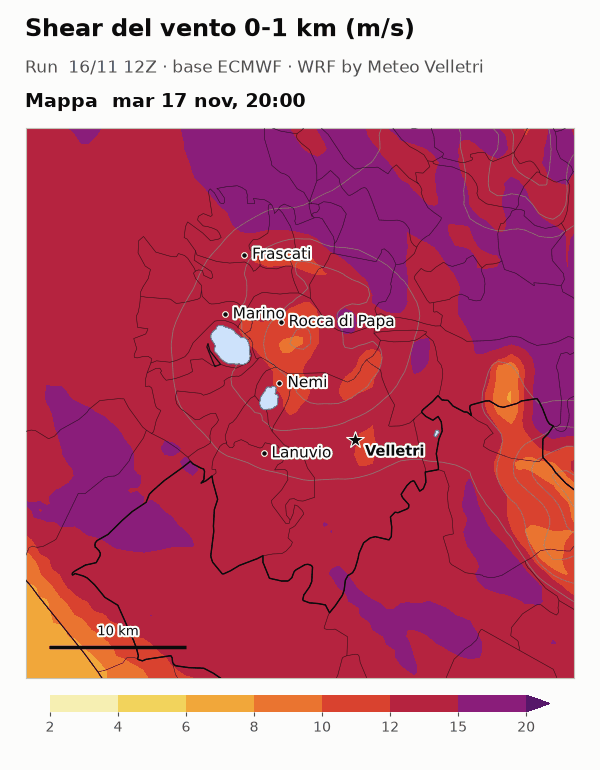 Shear del vento 0-1 km (m/s)
Run  16/11 12Z · base ECMWF · WRF by Meteo Velletri
Mappa  mar 17 nov, 20:00
Frascati
Marino
Rocca di Papa
Nemi
Velletri
Lanuvio
10 km
2 4 6 8 10 12 15 20